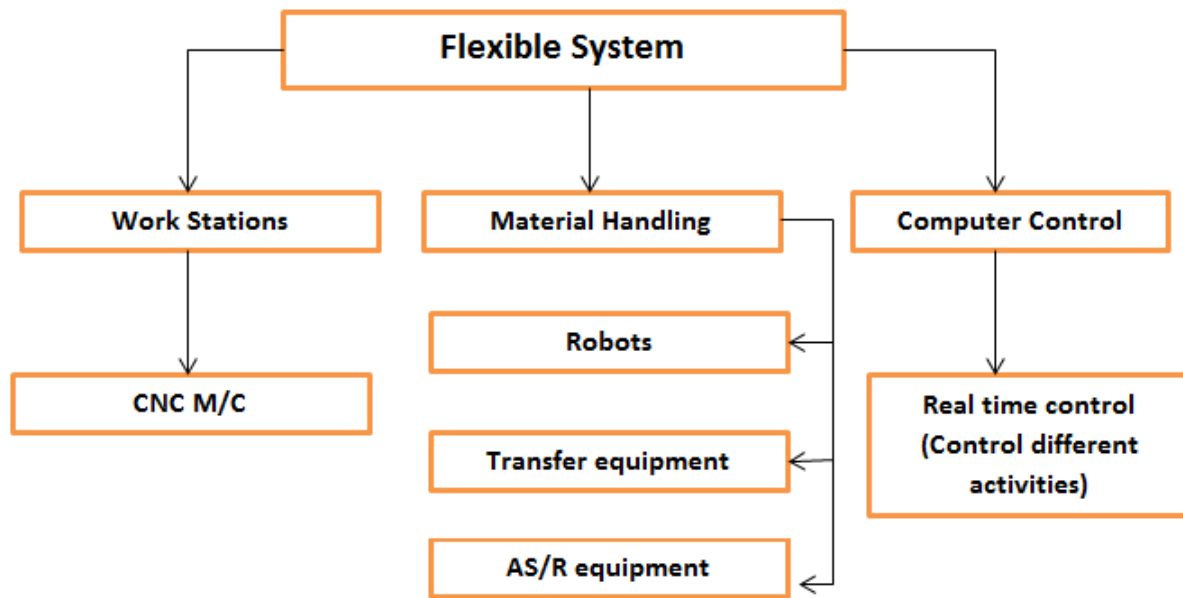 Flexible System
Work Stations
Material Handling
Computer Control
Robots
CNC M/C
Real time control
(Control different
activities)
Transfer equipment
AS/R equipment